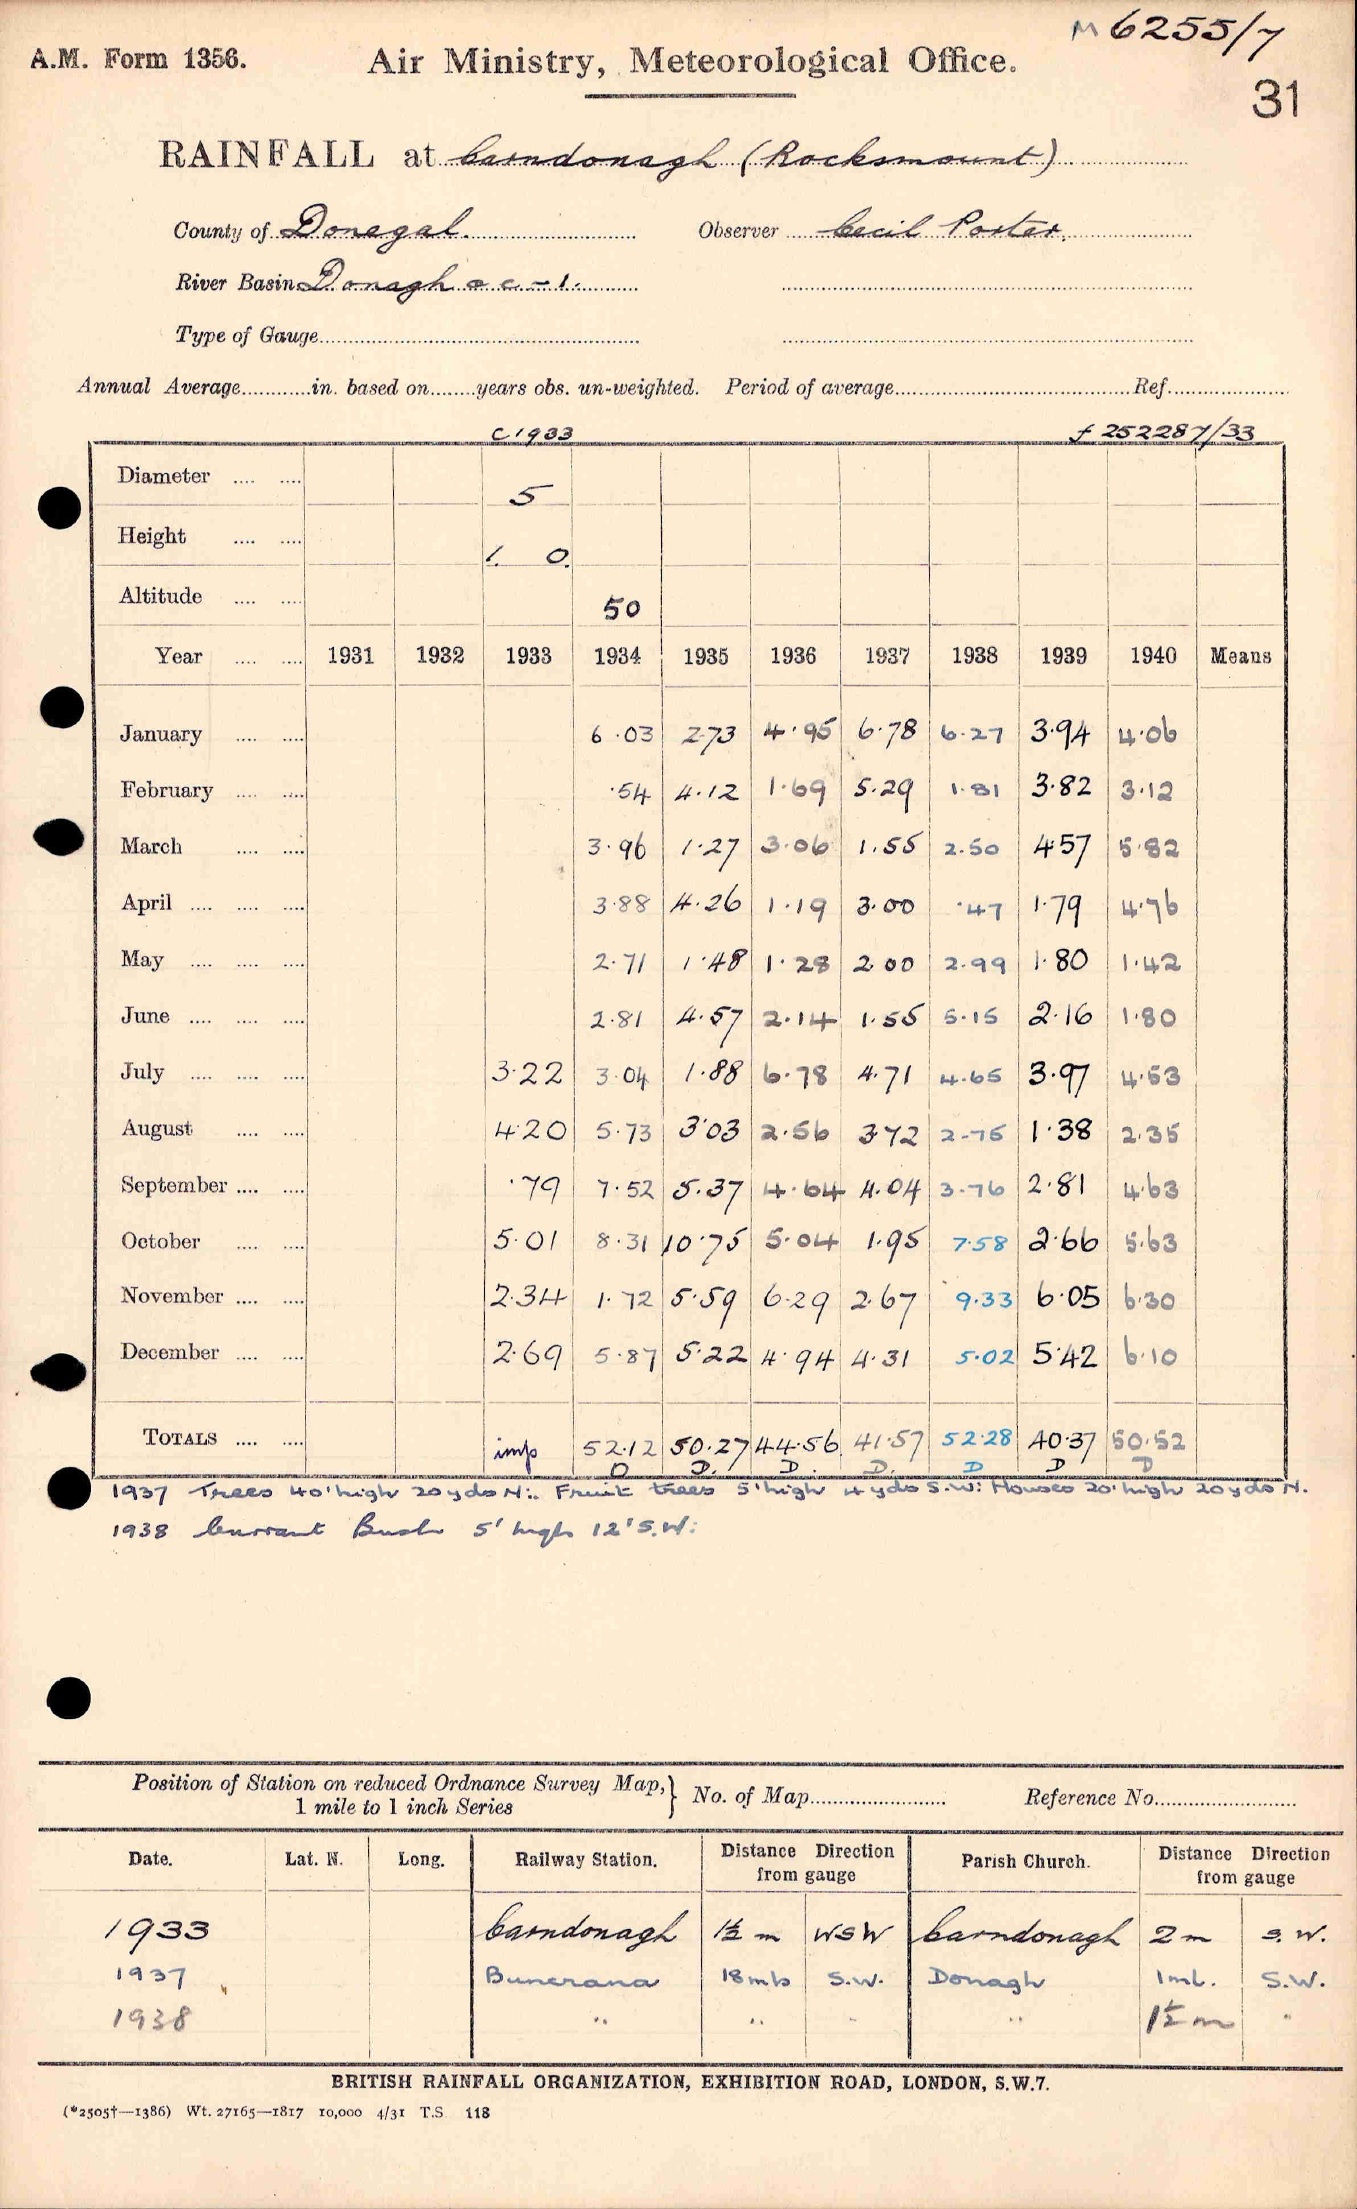 M 6255/7
A.M. Form 1356.
Air Ministry, Meteorological Office.
31
RAINFALL at Carndonagh (Rocksmount)
County of Donegal. Observer Cecil Porter.
River Basin Donagh o c - 1.
Type of Gauge
Annual Average in. based on years obs. un-weighted. Period of average Ref.
C 1933 f 252287/33
Diameter 5
Height 1. 0.
Altitude 50
Year 1931 1932 1933 1934 1935 1936 1937 1938 1939 1940 Means
January 6.03 2.73 4.95 6.78 6.27 3.94 4.06
February .54 4.12 1.69 5.29 1.81 3.82 3.12
March 3.96 1.27 3.06 1.55 2.50 4.57 5.82
April 3.88 4.26 1.19 3.00 .47 1.79 4.76
May 2.71 1.48 1.28 2.00 2.99 1.80 1.42
June 2.81 4.57 2.14 1.55 5.15 2.16 1.80
July 3.22 3.04 1.88 6.78 4.71 4.65 3.97 4.53
August 4.20 5.73 3.03 2.56 3.72 2.75 1.38 2.35
September .79 7.52 5.37 4.64 4.04 3.76 2.81 4.63
October 5.01 8.31 10.75 5.04 1.95 7.58 2.66 5.63
November 2.34 1.72 5.59 6.29 2.67 9.33 6.05 6.30
December 2.69 5.87 5.22 4.94 4.31 5.02 5.42 6.10
TOTALS imp 52.12 50.27 44.56 41.57 52.28 40.37 50.52
D D. D. D. D D D
1937 Trees 40' high 20 yds N:. Fruit trees 5' high 4 yds S.W: Houses 20' high 20 yds N.
1938 Currant Bush 5' high 12' S.W:
Position of Station on reduced Ordnance Survey Map,} No. of Map Reference No.
1 mile to 1 inch Series
Date. Lat. N. Long. Railway Station. Distance Direction from gauge Parish Church. Distance Direction from gauge
1933 Carndonagh 1½ m WSW Carndonagh 2 m S.W.
1937 Buncrana 18 mls S.W. Donagh 1 ml. S.W.
1938 " " " " 1½ m "
BRITISH RAINFALL ORGANIZATION, EXHIBITION ROAD, LONDON, S.W.7.
(*2505†—1386) Wt. 27165—1817 10,000 4/31 T.S 118